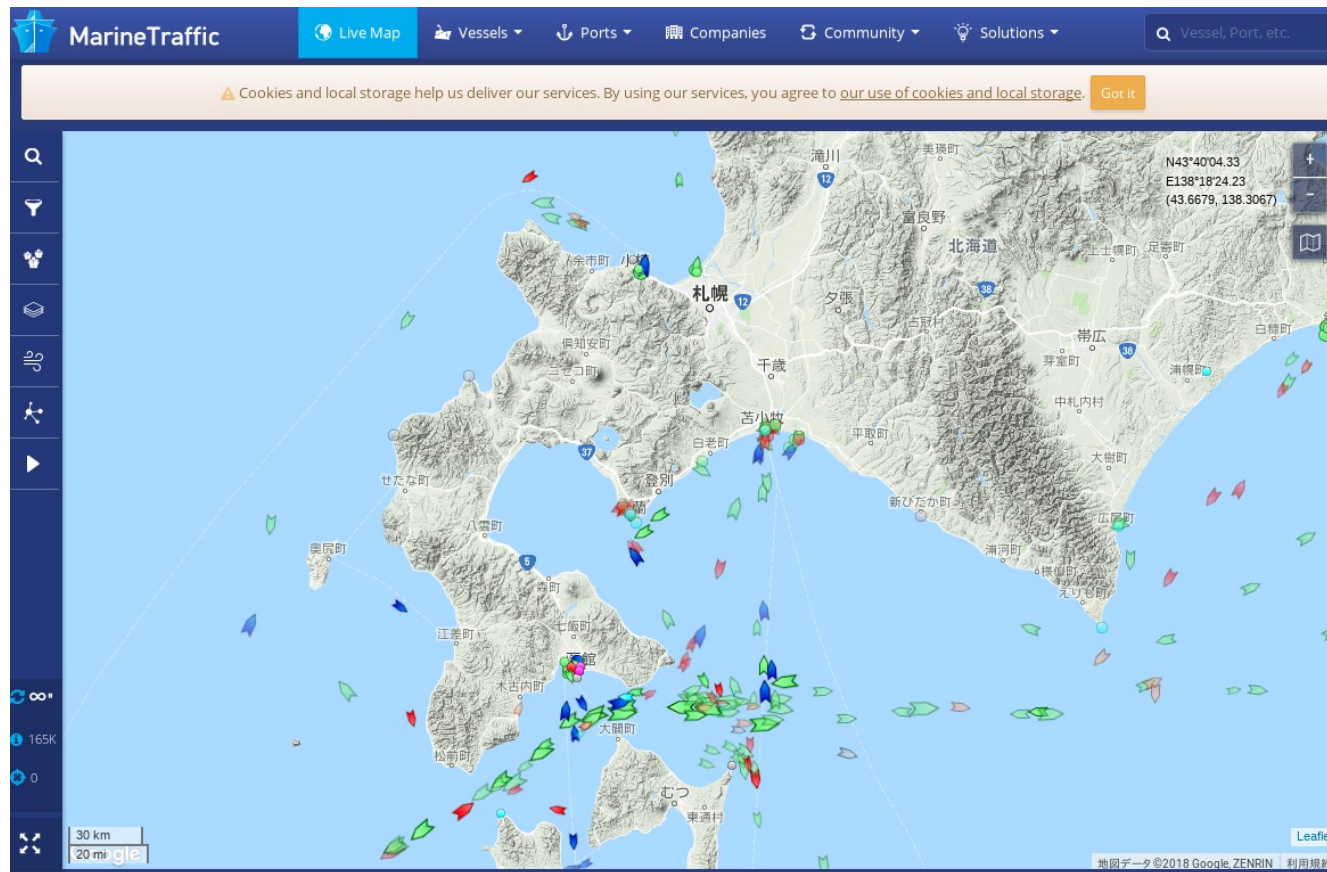 MarineTraffic
Live Map
Vessels
Ports
Companies
Community
Solutions
Vessel, Port, etc.
Cookies and local storage help us deliver our services. By using our services, you agree to our use of cookies and local storage.
Got it
滝川
美瑛町
N43°40'04.33
E138°18'24.23
(43.6679, 138.3067)
+
-
12
富良野
北海道
上士幌町
足寄町
余市町
札幌
12
夕張
38
占冠村
帯広
38
白糠町
倶知安町
ニセコ町
千歳
芽室町
浦幌町
中札内村
苫小牧
白老町
平取町
大樹町
37
せたな町
登別
新ひだか町
広尾町
八雲町
奥尻町
5
浦河町
様似町
森町
えりも町
七飯町
江差町
函館
木古内町
∞
165K
大間町
松前町
0
むつ
東通村
30 km
20 mi
Leafle
地図データ ©2018 Google, ZENRIN
利用規約